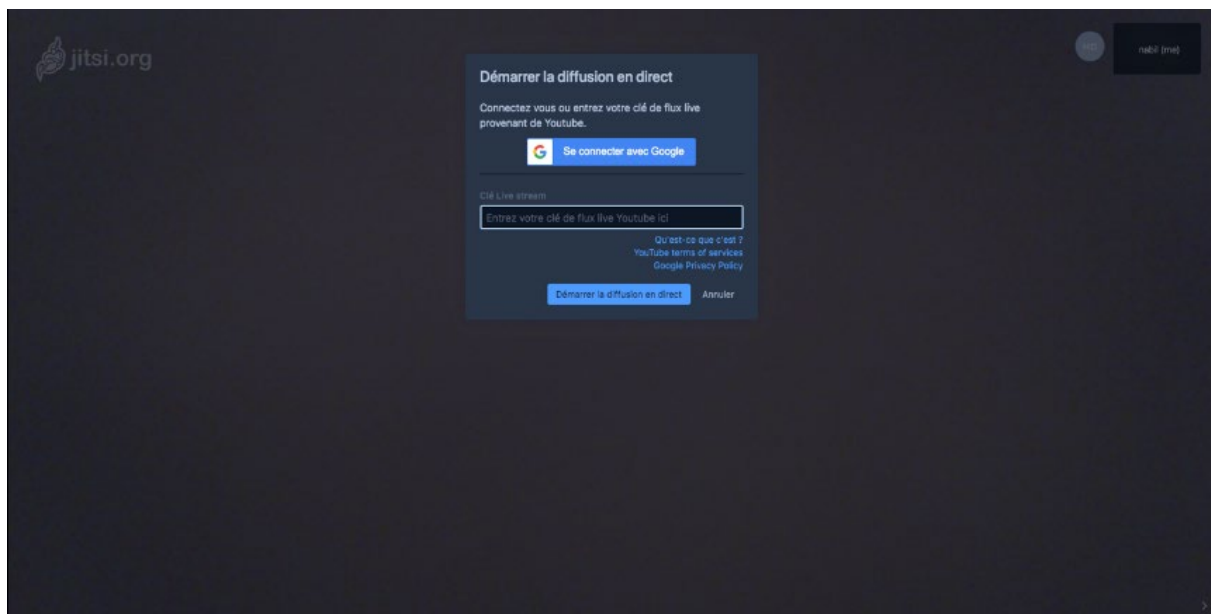 jitsi.org
nabil (me)
Démarrer la diffusion en direct
Connectez vous ou entrez votre clé de flux live
provenant de Youtube.
Se connecter avec Google
Clé Live stream
Entrez votre clé de flux live Youtube ici
Qu'est-ce que c'est ?
YouTube terms of services
Google Privacy Policy
Démarrer la diffusion en direct Annuler